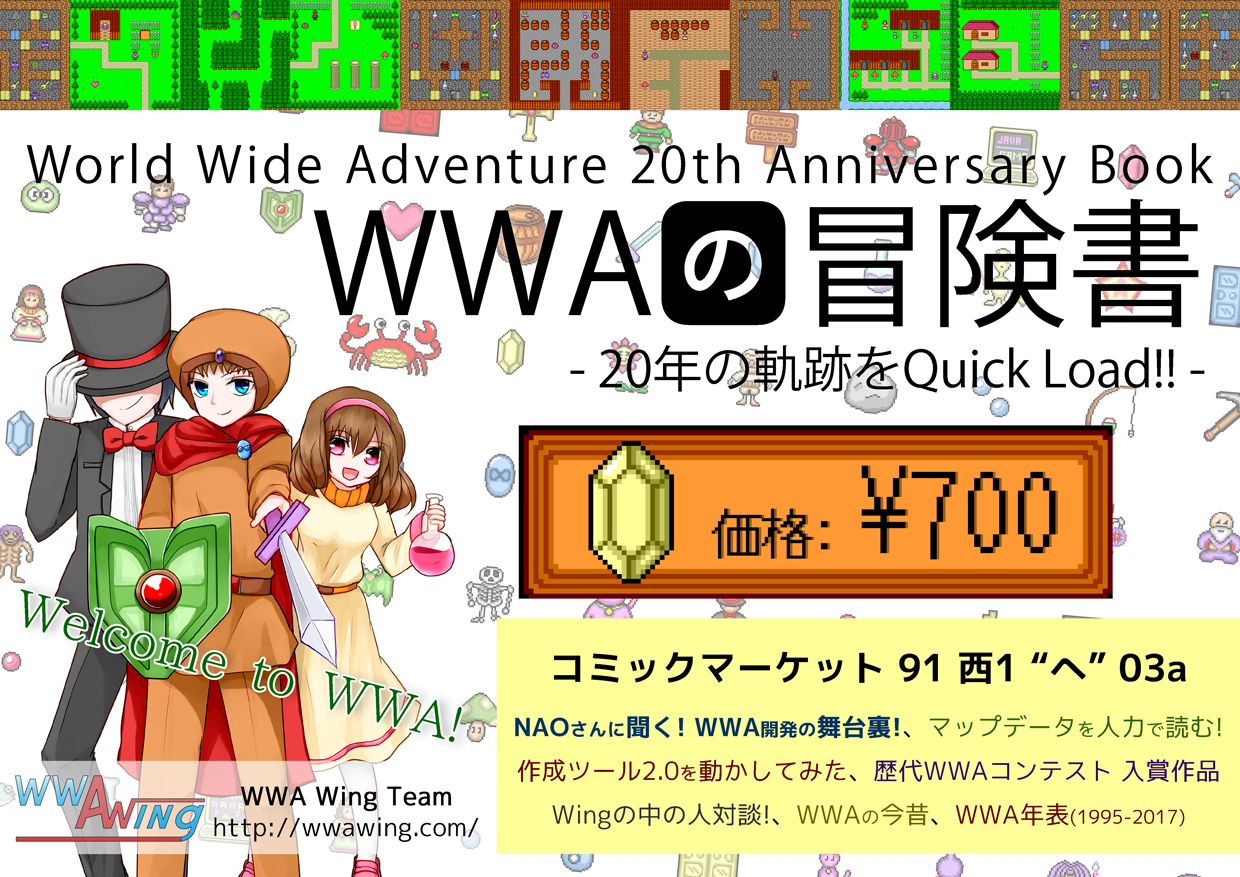 World Wide Adventure 20th Anniversary Book
WWAの冒険書
- 20年の軌跡をQuick Load!! -
JAVA
GAME
価格: ¥700
Welcome to WWA!
コミックマーケット 91 西1 “へ” 03a
NAOさんに聞く! WWA開発の舞台裏!、マップデータを人力で読む!
作成ツール2.0を動かしてみた、歴代WWAコンテスト 入賞作品
Wingの中の人対談!、WWAの今昔、WWA年表(1995-2017)
WWAWING
WWA Wing Team
http://wwawing.com/